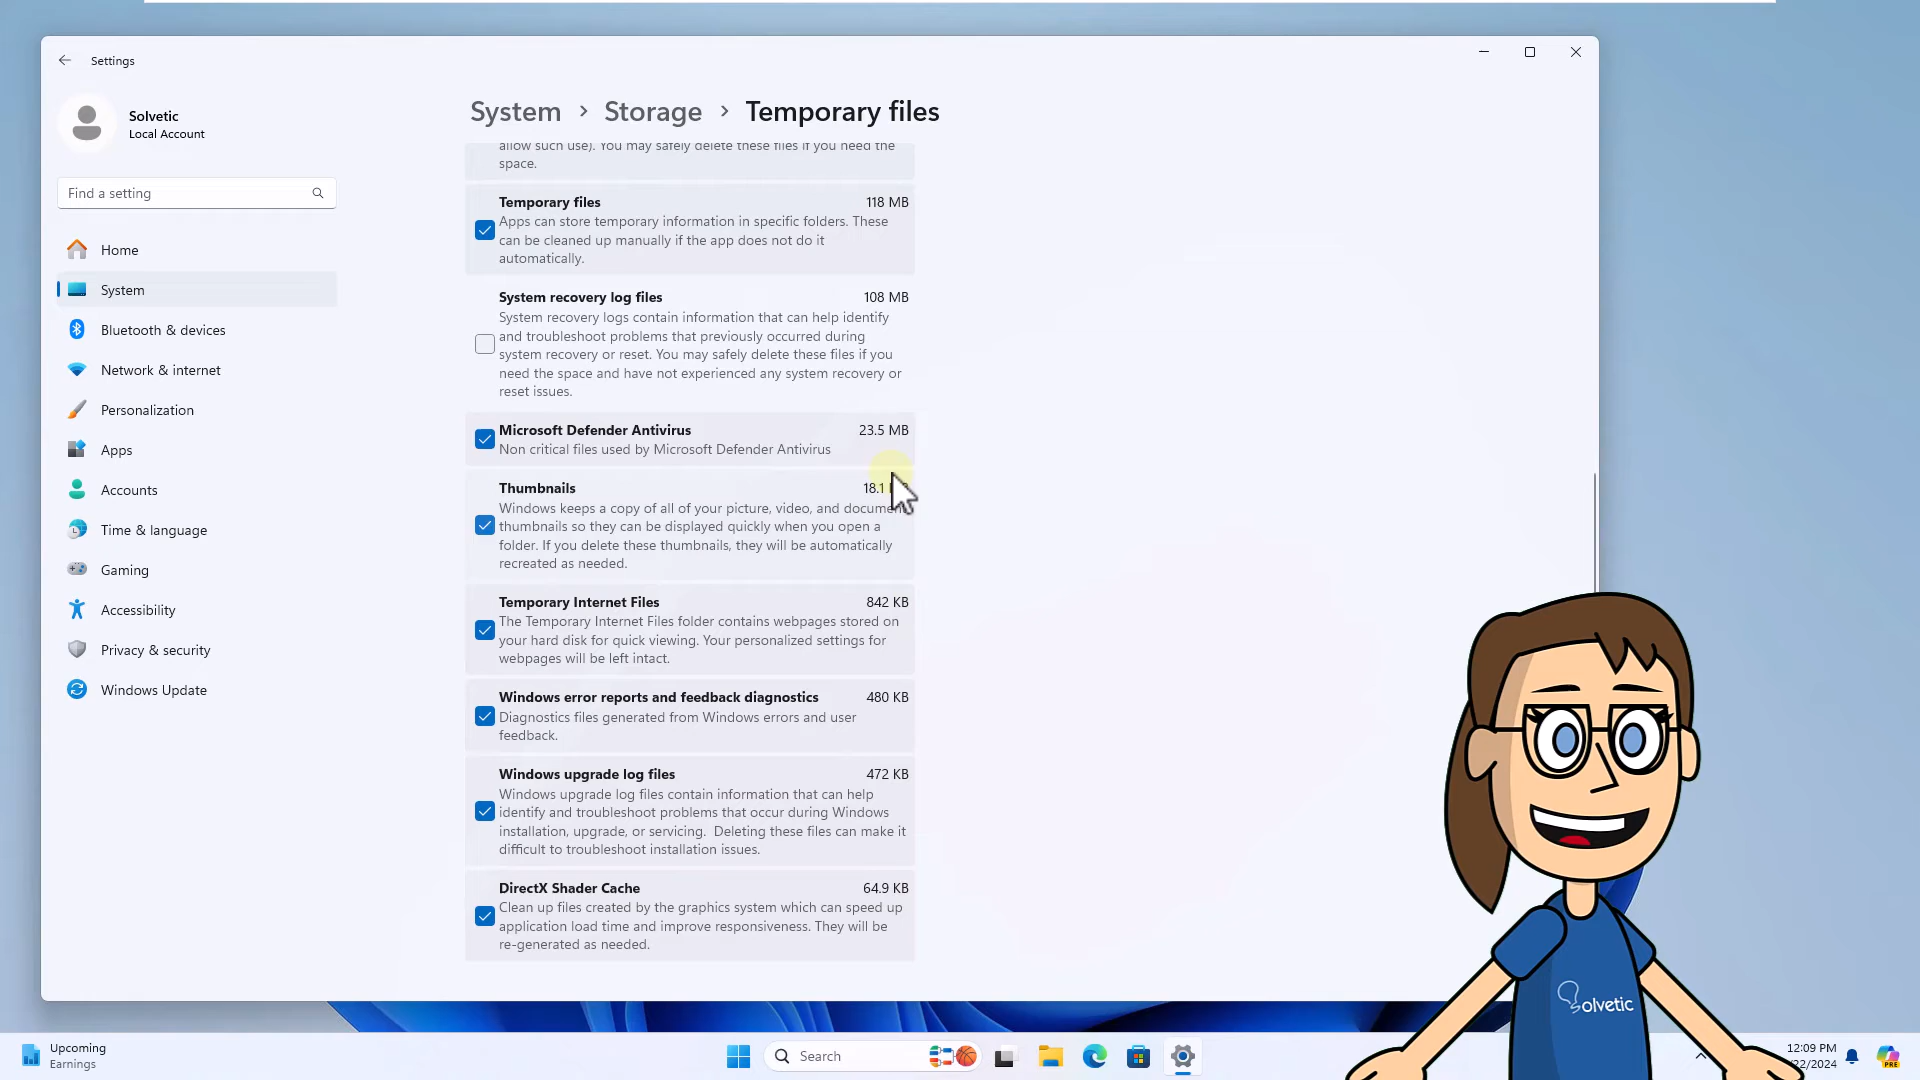 Settings
Solvetic
Local Account
Find a setting
Home
System
Bluetooth & devices
Network & internet
Personalization
Apps
Accounts
Time & language
Gaming
Accessibility
Privacy & security
Windows Update
System > Storage > Temporary files
allow such use). You may safely delete these files if you need the
space.
Temporary files 118 MB
Apps can store temporary information in specific folders. These
can be cleaned up manually if the app does not do it
automatically.
System recovery log files 108 MB
System recovery logs contain information that can help identify
and troubleshoot problems that previously occurred during
system recovery or reset. You may safely delete these files if you
need the space and have not experienced any system recovery or
reset issues.
Microsoft Defender Antivirus 23.5 MB
Non critical files used by Microsoft Defender Antivirus
Thumbnails 18.1
Windows keeps a copy of all of your picture, video, and document
thumbnails so they can be displayed quickly when you open a
folder. If you delete these thumbnails, they will be automatically
recreated as needed.
Temporary Internet Files 842 KB
The Temporary Internet Files folder contains webpages stored on
your hard disk for quick viewing. Your personalized settings for
webpages will be left intact.
Windows error reports and feedback diagnostics 480 KB
Diagnostics files generated from Windows errors and user
feedback.
Windows upgrade log files 472 KB
Windows upgrade log files contain information that can help
identify and troubleshoot problems that occur during Windows
installation, upgrade, or servicing. Deleting these files can make it
difficult to troubleshoot installation issues.
DirectX Shader Cache 64.9 KB
Clean up files created by the graphics system which can speed up
application load time and improve responsiveness. They will be
re-generated as needed.
Solvetic
Upcoming
Earnings
Search
12:09 PM
/22/2024
PRE